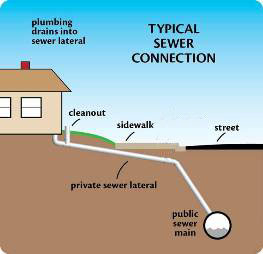 plumbing
drains into
sewer lateral
TYPICAL
SEWER
CONNECTION
cleanout
sidewalk
street
private sewer lateral
public
sewer
main